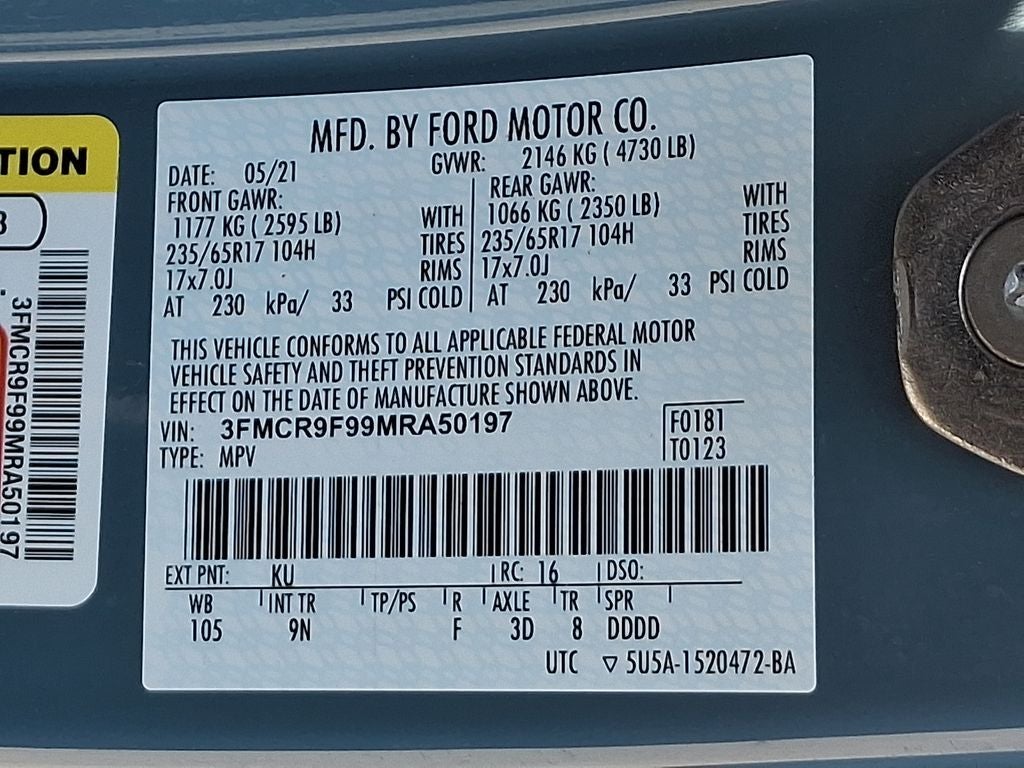 MFD. BY FORD MOTOR CO.
DATE: 05/21 GVWR: 2146 KG ( 4730 LB)
FRONT GAWR: REAR GAWR:
1177 KG ( 2595 LB) WITH 1066 KG ( 2350 LB) WITH
235/65R17 104H TIRES 235/65R17 104H TIRES
17x7.0J RIMS 17x7.0J RIMS
AT 230 kPa/ 33 PSI COLD AT 230 kPa/ 33 PSI COLD
THIS VEHICLE CONFORMS TO ALL APPLICABLE FEDERAL MOTOR
VEHICLE SAFETY AND THEFT PREVENTION STANDARDS IN
EFFECT ON THE DATE OF MANUFACTURE SHOWN ABOVE.
VIN: 3FMCR9F99MRA50197 F0181
TYPE: MPV T0123
EXT PNT: KU RC: 16 DSO:
WB INT TR TP/PS R AXLE TR SPR
105 9N F 3D 8 DDDD
UTC ▽ 5U5A-1520472-BA
TION
3FMCR9F99MRA50197